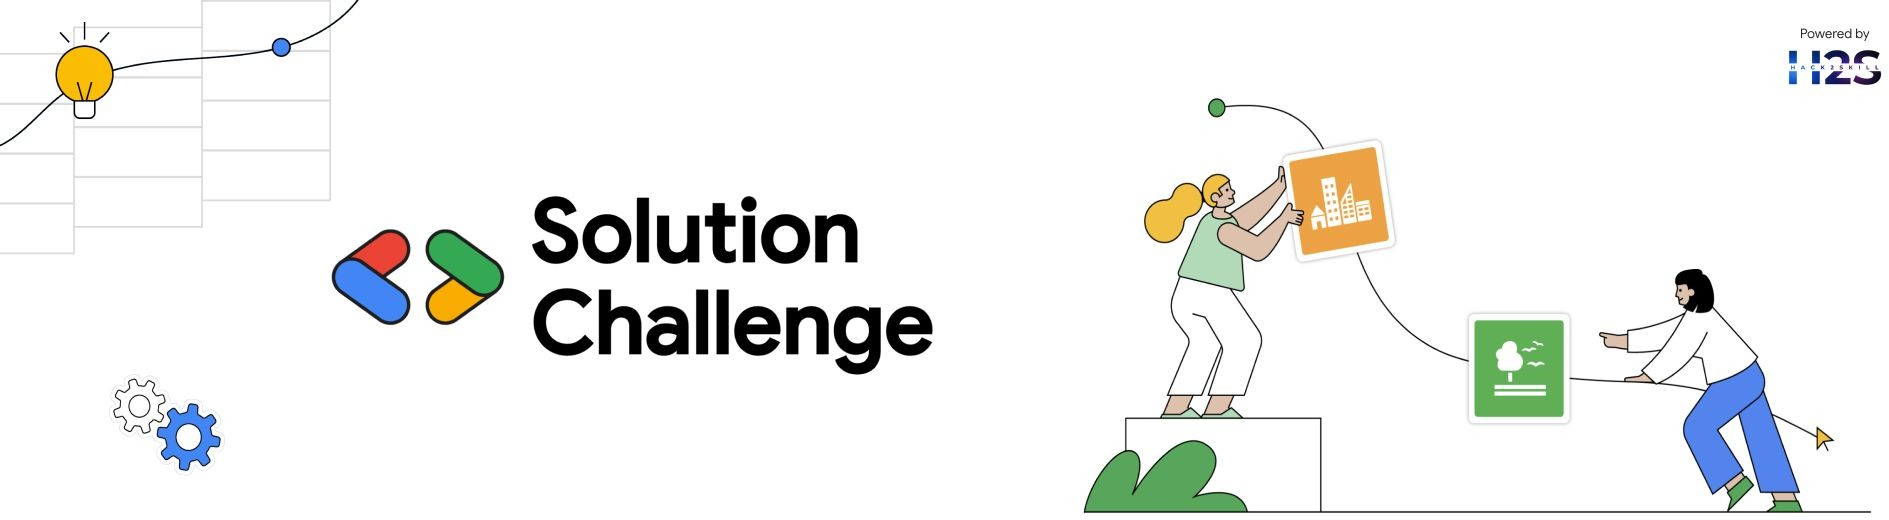 Powered by
H2S
HACK2SKILL
Solution
Challenge